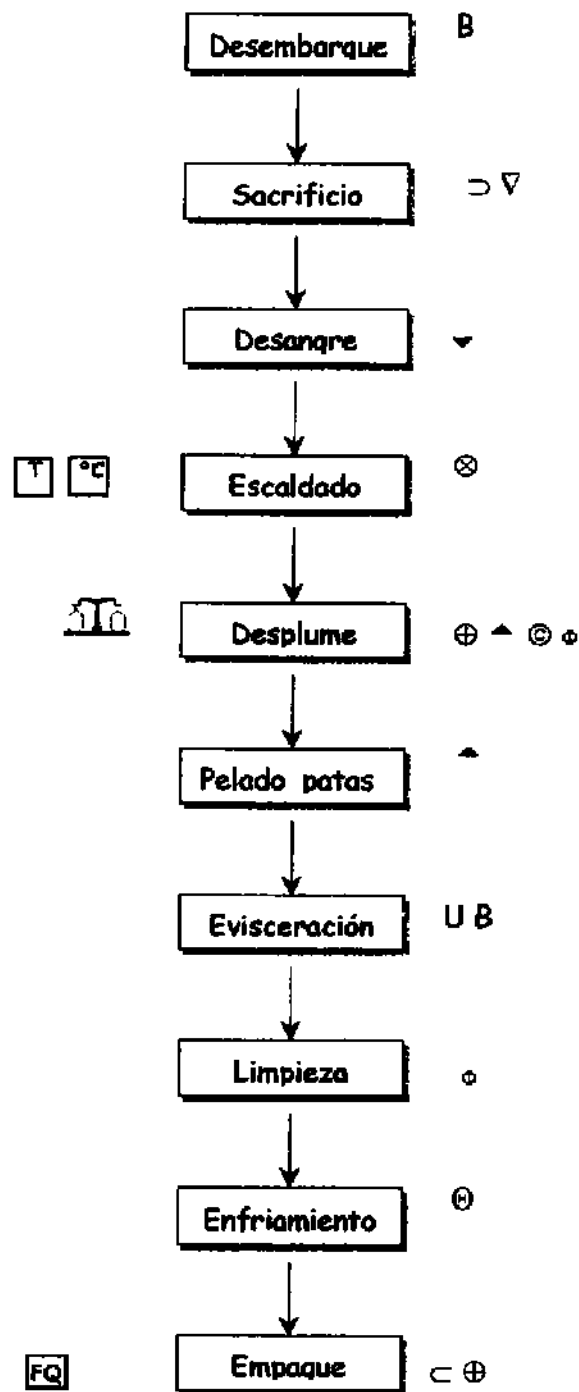 Desembarque B
Sacrificio ⊃ ∇
Desangre
T °C Escaldado ⊗
Desplume ⊕ © Φ
Pelado patas
Evisceración U B
Limpieza Φ
Enfriamiento Θ
FQ Empaque ⊂ ⊕